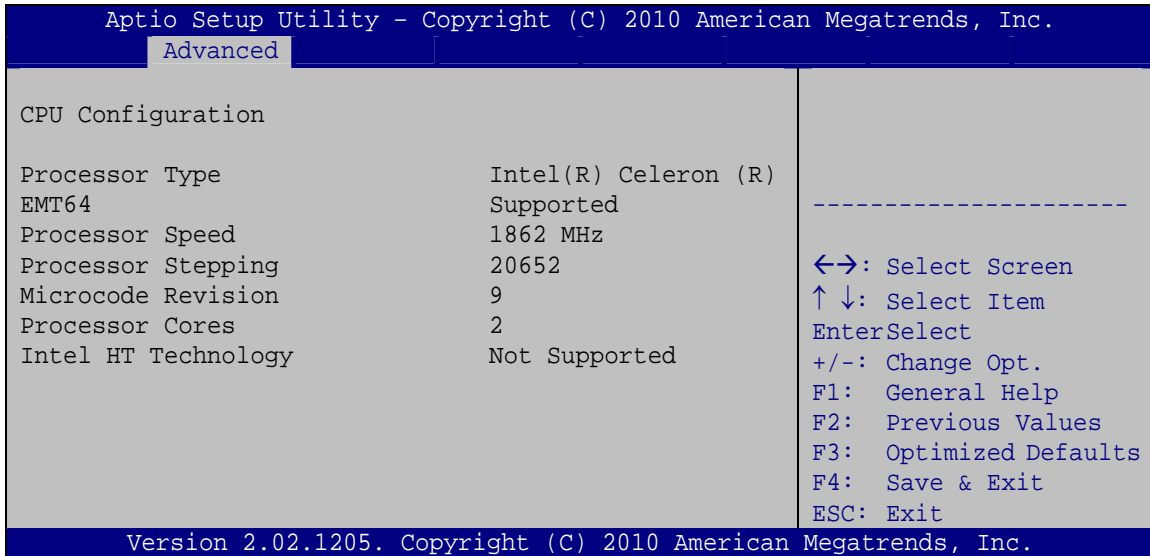 Aptio Setup Utility – Copyright (C) 2010 American Megatrends, Inc.
Advanced
CPU Configuration
Processor Type Intel(R) Celeron (R)
EMT64 Supported
Processor Speed 1862 MHz
Processor Stepping 20652
Microcode Revision 9
Processor Cores 2
Intel HT Technology Not Supported
----------------------
←→: Select Screen
↑ ↓: Select Item
EnterSelect
+/-: Change Opt.
F1: General Help
F2: Previous Values
F3: Optimized Defaults
F4: Save & Exit
ESC: Exit
Version 2.02.1205. Copyright (C) 2010 American Megatrends, Inc.